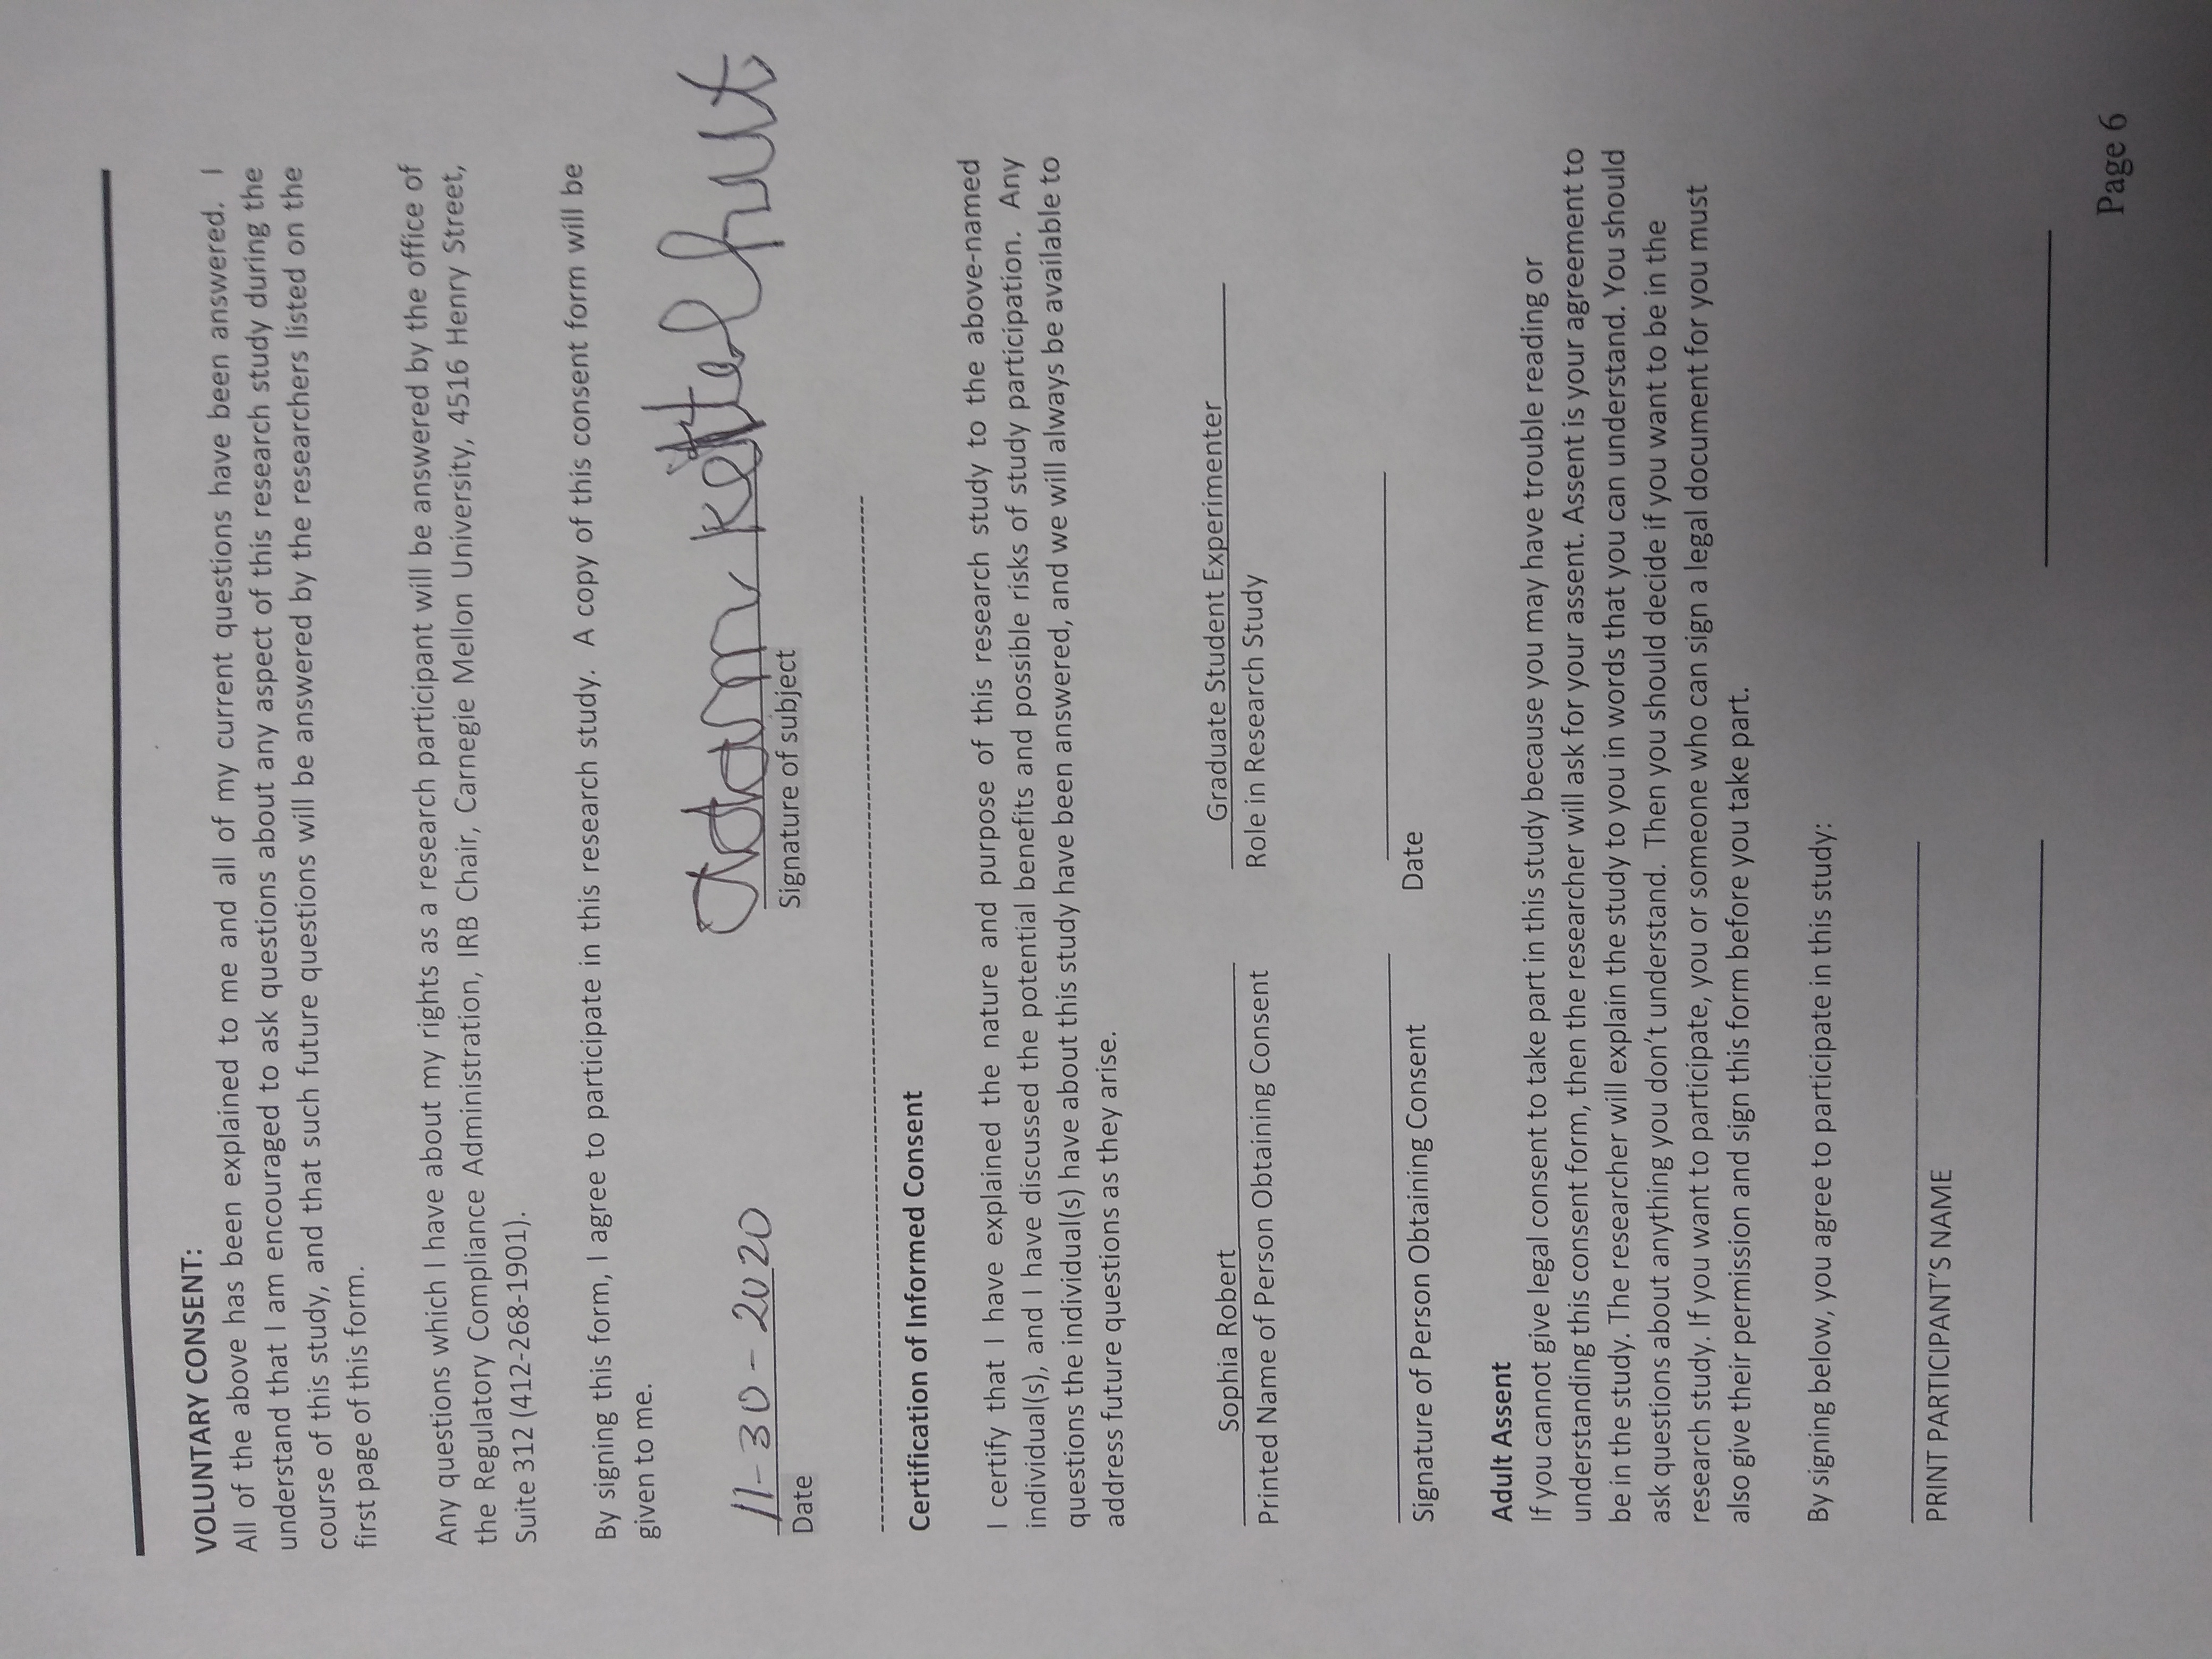 VOLUNTARY CONSENT:
All of the above has been explained to me and all of my current questions have been answered. I
understand that I am encouraged to ask questions about any aspect of this research study during the
course of this study, and that such future questions will be answered by the researchers listed on the
first page of this form.
Any questions which I have about my rights as a research participant will be answered by the office of
the Regulatory Compliance Administration, IRB Chair, Carnegie Mellon University, 4516 Henry Street,
Suite 312 (412-268-1901).
By signing this form, I agree to participate in this research study. A copy of this consent form will be
given to me.
11-30-2020 Adam Kettelhut
Date Signature of subject
Certification of Informed Consent
I certify that I have explained the nature and purpose of this research study to the above-named
individual(s), and I have discussed the potential benefits and possible risks of study participation. Any
questions the individual(s) have about this study have been answered, and we will always be available to
address future questions as they arise.
Sophia Robert Graduate Student Experimenter
Printed Name of Person Obtaining Consent Role in Research Study
Signature of Person Obtaining Consent Date
Adult Assent
If you cannot give legal consent to take part in this study because you may have trouble reading or
understanding this consent form, then the researcher will ask for your assent. Assent is your agreement to
be in the study. The researcher will explain the study to you in words that you can understand. You should
ask questions about anything you don't understand. Then you should decide if you want to be in the
research study. If you want to participate, you or someone who can sign a legal document for you must
also give their permission and sign this form before you take part.
By signing below, you agree to participate in this study:
PRINT PARTICIPANT'S NAME
Page 6